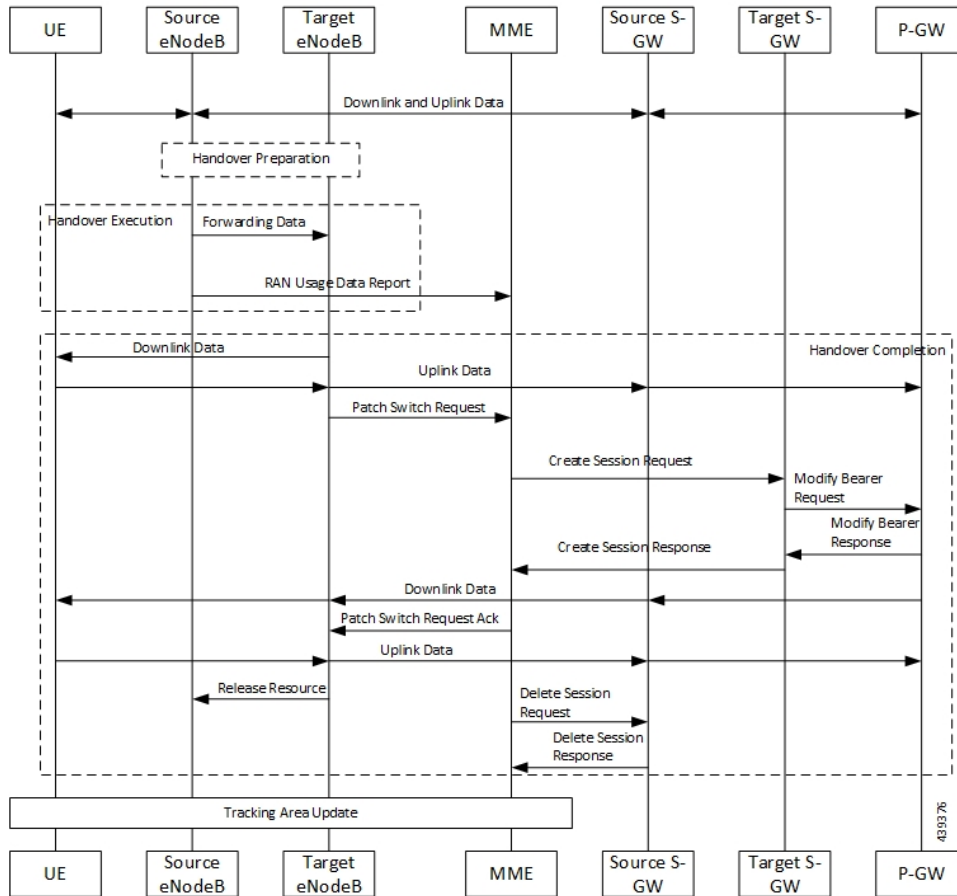 UE
Source
eNodeB
Target
eNodeB
MME
Source S-
GW
Target S-
GW
P-GW
Downlink and Uplink Data
Handover Preparation
Handover Execution
Forwarding Data
RAN Usage Data Report
Downlink Data
Handover Completion
Uplink Data
Patch Switch Request
Create Session Request
Modify Bearer
Request
Modify Bearer
Response
Create Session Response
Downlink Data
Patch Switch Request Ack
Uplink Data
Release Resource
Delete Session
Request
Delete Session
Response
Tracking Area Update
439376
UE
Source
eNodeB
Target
eNodeB
MME
Source S-
GW
Target S-
GW
P-GW